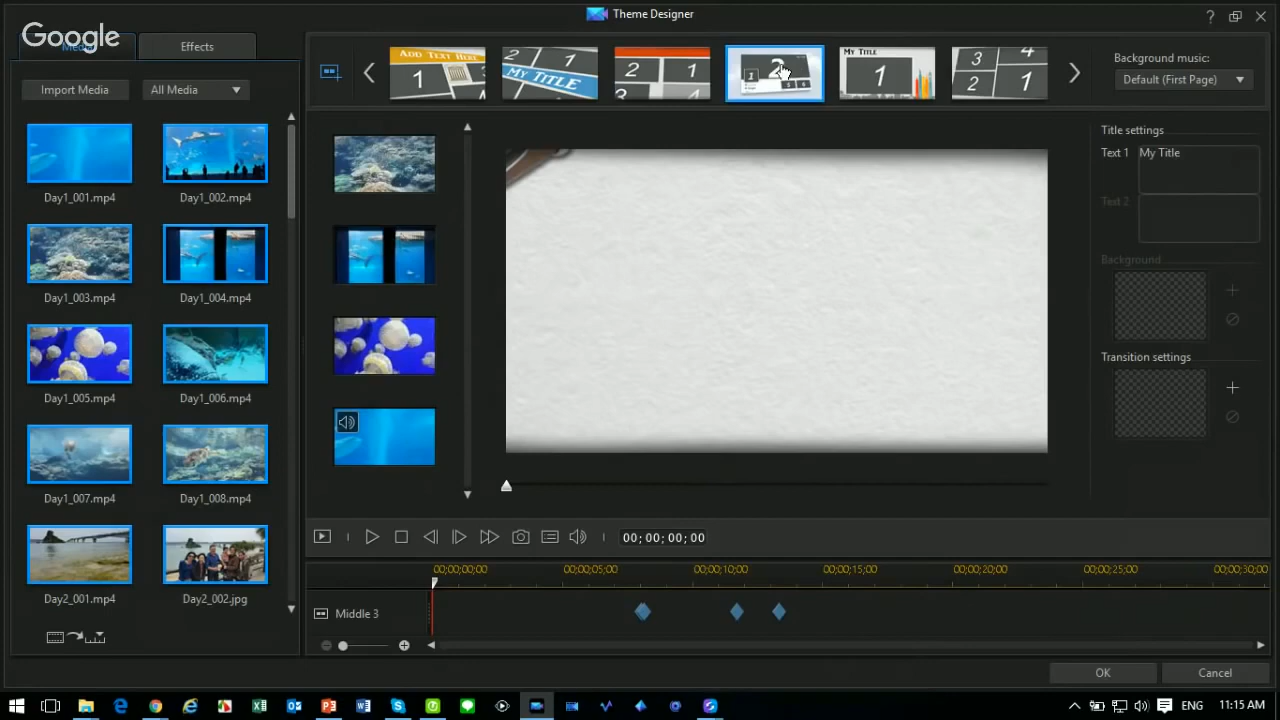 Theme Designer
Google
Media
Effects
Import Media
All Media
Day1_001.mp4
Day1_002.mp4
Day1_003.mp4
Day1_004.mp4
Day1_005.mp4
Day1_006.mp4
Day1_007.mp4
Day1_008.mp4
Day2_001.mp4
Day2_002.jpg
ADD TEXT HERE
1
2
1
MY TITLE
2
1
3
4
2
1
5
6
MY TITLE
1
3
4
2
1
Background music:
Default (First Page)
Title settings
Text 1
My Title
Text 2
Background
Transition settings
00;00;00;00
00;00;00;00
00;00;05;00
00;00;10;00
00;00;15;00
00;00;20;00
00;00;25;00
00;00;30;00
Middle 3
OK
Cancel
ENG
11:15 AM